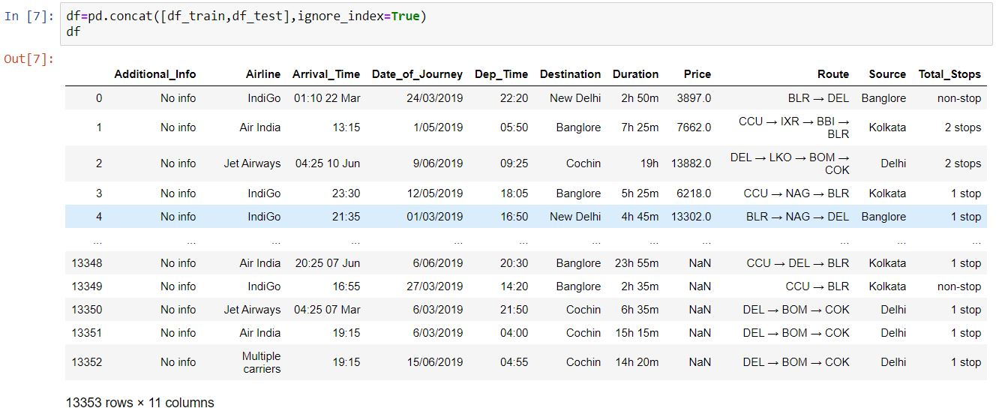 In [7]: df=pd.concat([df_train,df_test],ignore_index=True)
df
Out[7]:
Additional_Info Airline Arrival_Time Date_of_Journey Dep_Time Destination Duration Price Route Source Total_Stops
0 No info IndiGo 01:10 22 Mar 24/03/2019 22:20 New Delhi 2h 50m 3897.0 BLR → DEL Banglore non-stop
1 No info Air India 13:15 1/05/2019 05:50 Banglore 7h 25m 7662.0 CCU → IXR → BBI → BLR Kolkata 2 stops
2 No info Jet Airways 04:25 10 Jun 9/06/2019 09:25 Cochin 19h 13882.0 DEL → LKO → BOM → COK Delhi 2 stops
3 No info IndiGo 23:30 12/05/2019 18:05 Banglore 5h 25m 6218.0 CCU → NAG → BLR Kolkata 1 stop
4 No info IndiGo 21:35 01/03/2019 16:50 New Delhi 4h 45m 13302.0 BLR → NAG → DEL Banglore 1 stop
... ... ... ... ... ... ... ... ... ... ... ...
13348 No info Air India 20:25 07 Jun 6/06/2019 20:30 Banglore 23h 55m NaN CCU → DEL → BLR Kolkata 1 stop
13349 No info IndiGo 16:55 27/03/2019 14:20 Banglore 2h 35m NaN CCU → BLR Kolkata non-stop
13350 No info Jet Airways 04:25 07 Mar 6/03/2019 21:50 Cochin 6h 35m NaN DEL → BOM → COK Delhi 1 stop
13351 No info Air India 19:15 6/03/2019 04:00 Cochin 15h 15m NaN DEL → BOM → COK Delhi 1 stop
13352 No info Multiple carriers 19:15 15/06/2019 04:55 Cochin 14h 20m NaN DEL → BOM → COK Delhi 1 stop
13353 rows × 11 columns